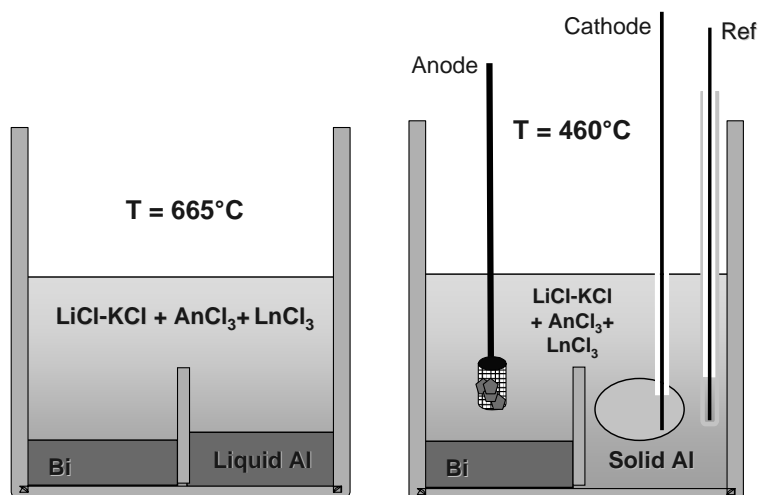 T = 665°C
LiCl-KCl + AnCl₃+ LnCl₃
Bi
Liquid Al
Cathode
Ref
Anode
T = 460°C
LiCl-KCl
+ AnCl₃+
LnCl₃
Bi
Solid Al